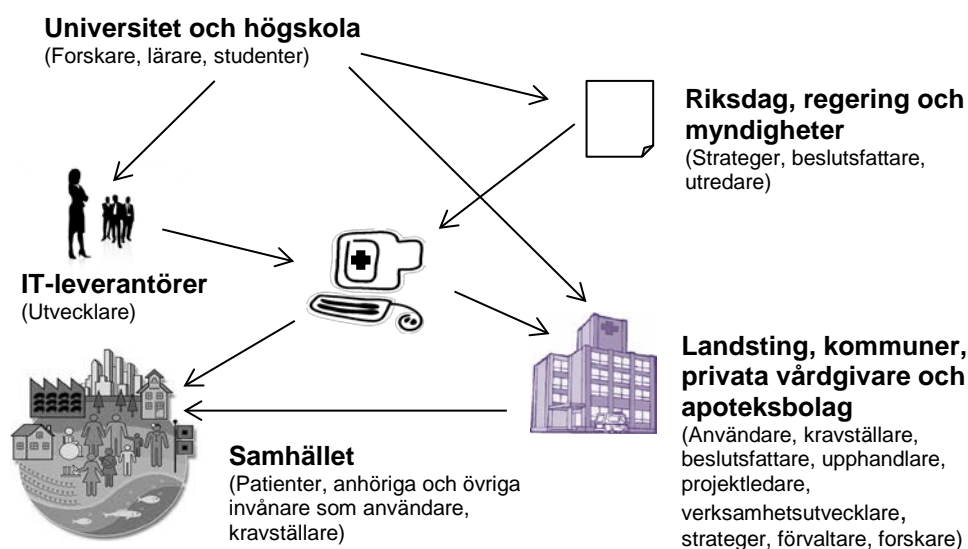 Universitet och högskola
(Forskare, lärare, studenter)
Riksdag, regering och
myndigheter
(Strateger, beslutsfattare,
utredare)
IT-leverantörer
(Utvecklare)
Landsting, kommuner,
privata vårdgivare och
apoteksbolag
(Användare, kravställare,
beslutsfattare, upphandlare,
projektledare,
verksamhetsutvecklare,
strateger, förvaltare, forskare)
Samhället
(Patienter, anhöriga och övriga
invånare som användare,
kravställare)